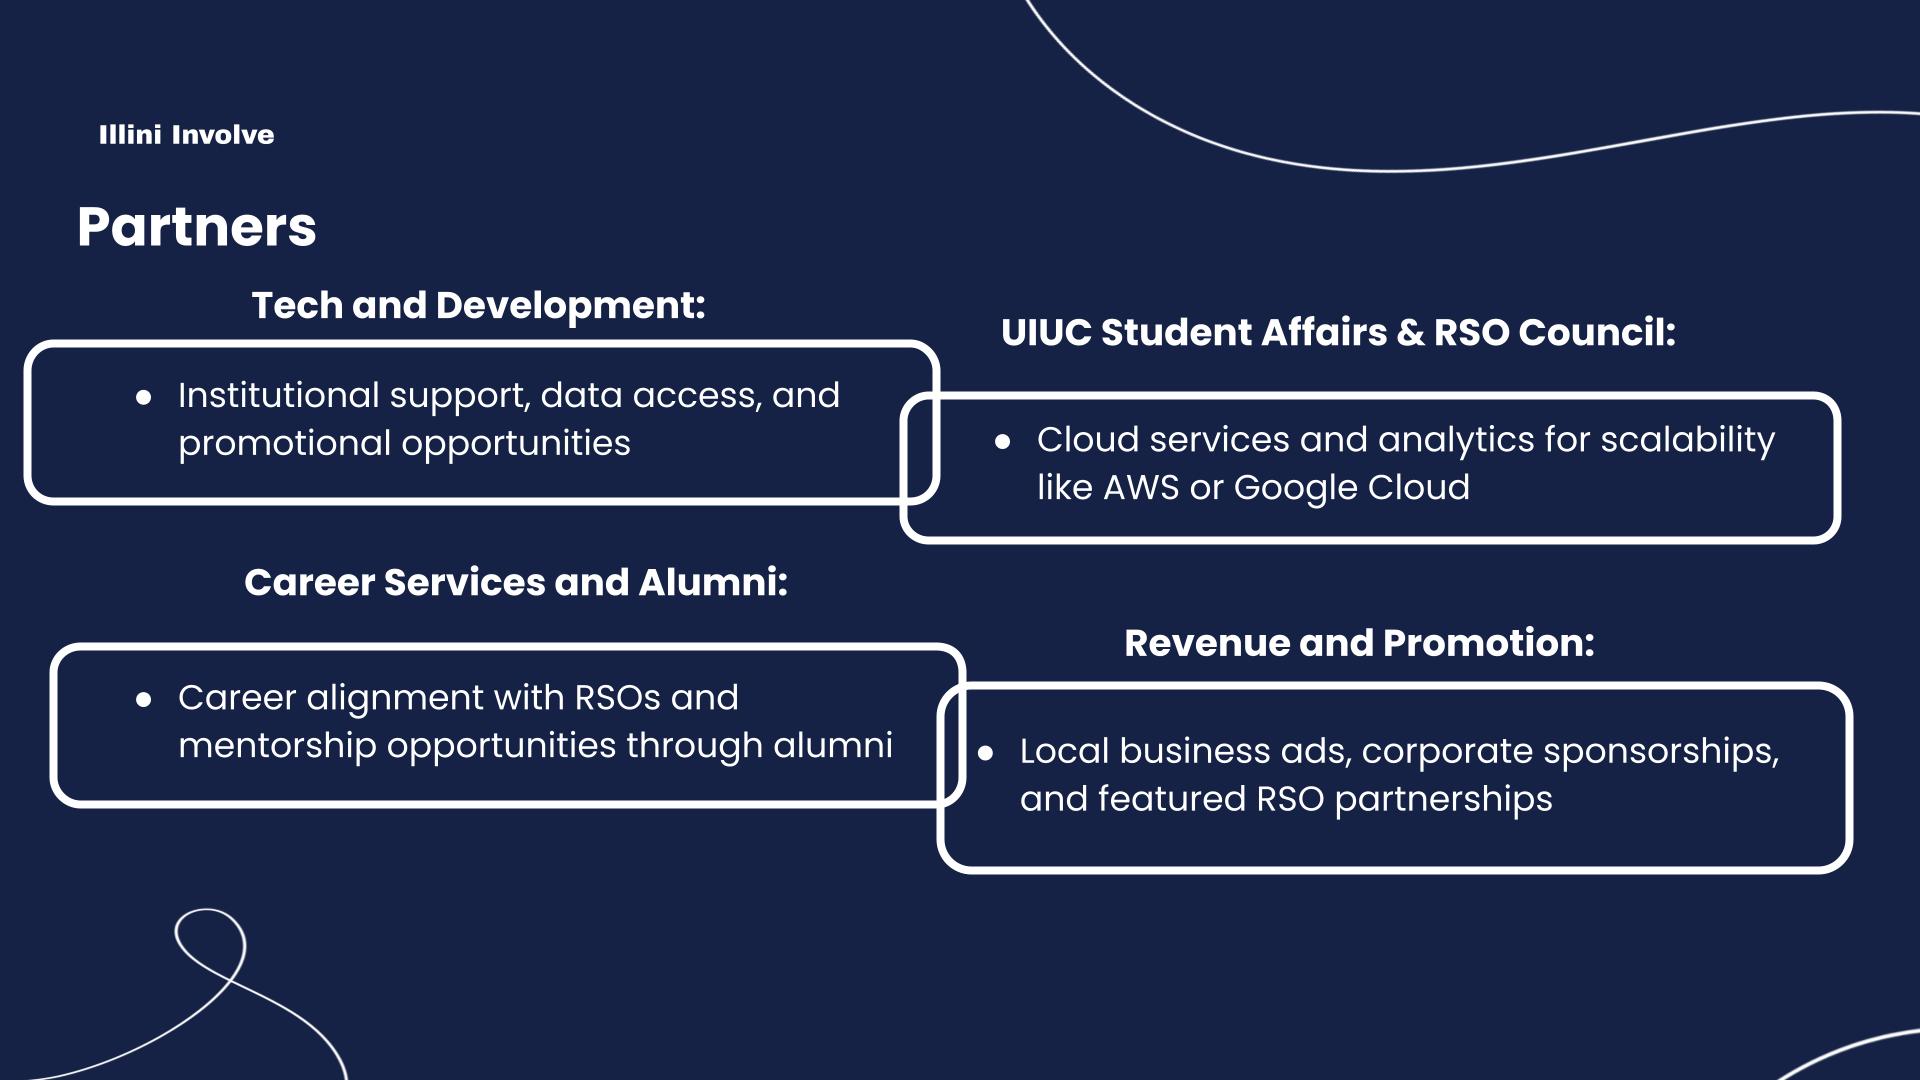 Illini Involve
Partners
Tech and Development:
● Institutional support, data access, and
promotional opportunities
UIUC Student Affairs & RSO Council:
● Cloud services and analytics for scalability
like AWS or Google Cloud
Career Services and Alumni:
● Career alignment with RSOs and
mentorship opportunities through alumni
Revenue and Promotion:
● Local business ads, corporate sponsorships,
and featured RSO partnerships